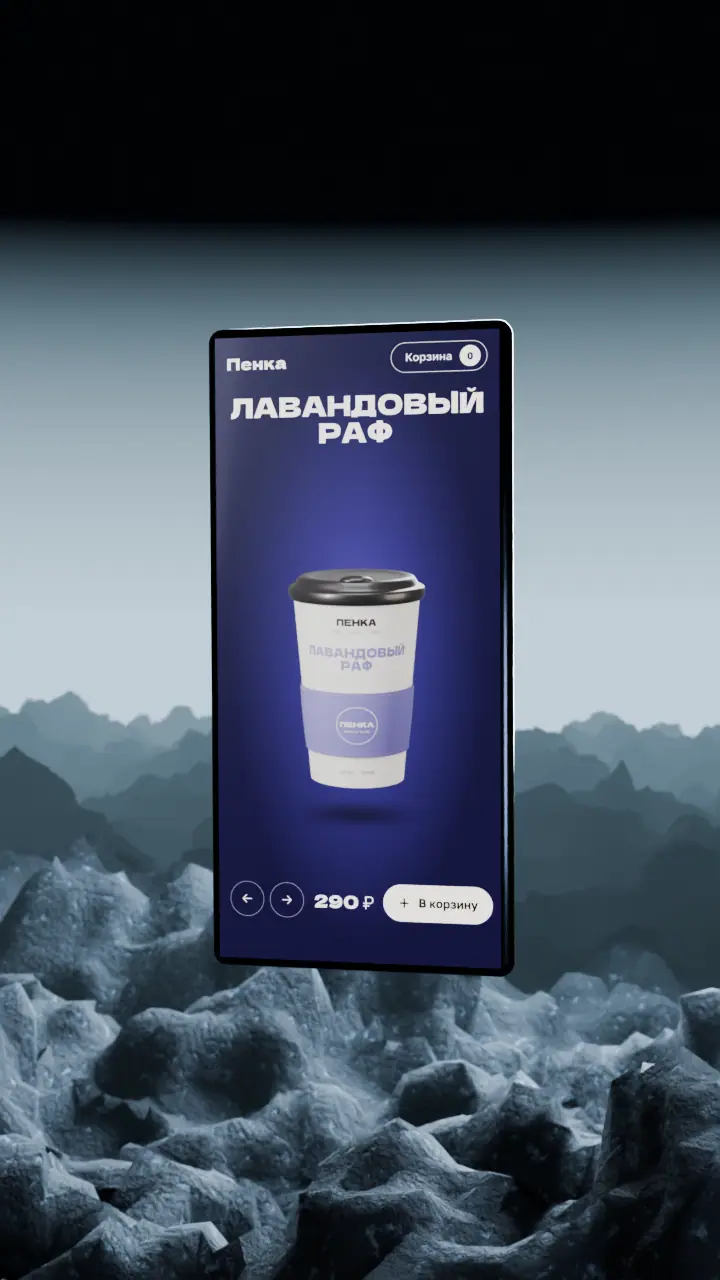 Пенка
Корзина 0
ЛАВАНДОВЫЙ
РАФ
ПЕНКА
ЛАВАНДОВЫЙ
РАФ
ПЕНКА
290 ₽
+ В корзину